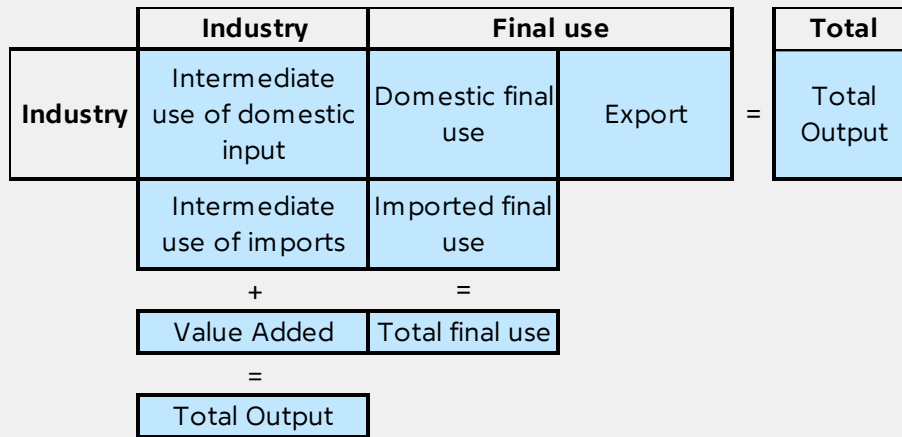 Industry
Final use
Total
Industry
Intermediate
use of domestic
input
Domestic final
use
Export
=
Total
Output
Intermediate
use of imports
Imported final
use
+
=
Value Added
Total final use
=
Total Output